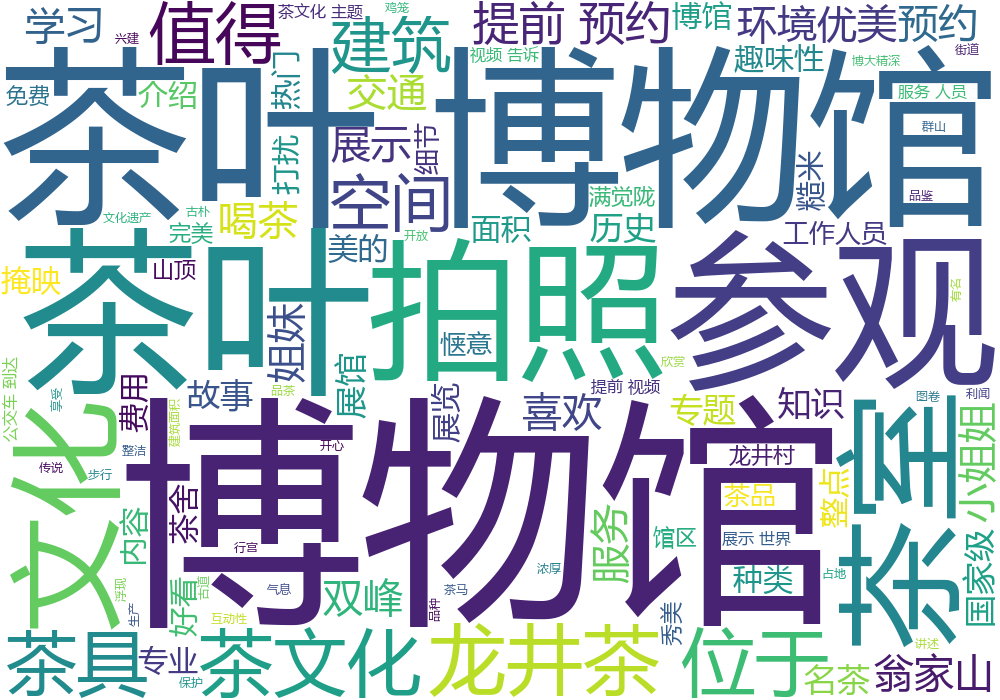 茶文化 主题
鸡笼
学习
兴建
值得
建筑
提前 预约
博馆
环境优美
预约
视频 告诉
趣味性
博大精深
街道
茶叶 博物馆
免费
介绍
热门
交通
服务 人员
群山
展示
细节
打扰
空间
糙米
满觉陇
品鉴
文化遗产
古朴
喝茶
完美
开放
面积
历史
工作人员
美的
掩映
山顶
茶叶
拍照
参观
有名
姐妹
惬意
欣赏
公交车 到达
享受
费用
故事
品茶
展馆
展览
提前 视频
喜欢
专题
知识
图卷
利闻
文化
建筑面积
博物馆
整洁
开心
传说
步行
龙井村
茶室
小姐姐
茶舍
茶品
整点
内容
服务
馆区
展示 世界
行宫
国家级
浮现
好看
古道
气息
双峰
茶马
浓厚
种类
占地
生产
互动性
品种
秀美
茶具
专业
保护
茶文化
龙井茶
位于
名茶
讲述
翁家山